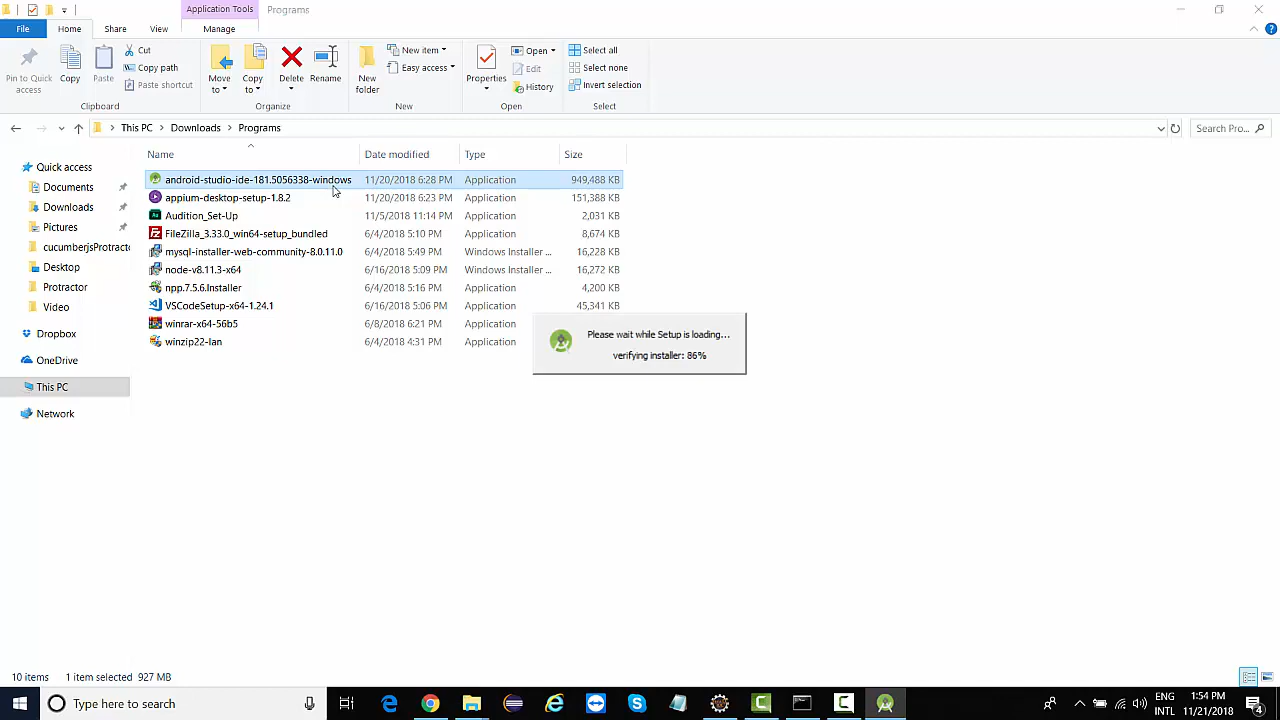 Application Tools Programs
File Home Share View Manage
Pin to Quick access
Copy
Paste
Cut
Copy path
Paste shortcut
Clipboard
Move to
Copy to
Delete
Rename
Organize
New folder
New item
Easy access
New
Properties
Open
Edit
History
Open
Select all
Select none
Invert selection
Select
This PC > Downloads > Programs
Search Pro...
Name Date modified Type Size
Quick access
Documents
Downloads
Pictures
cucumberjsProtracto
Desktop
Protractor
Video
Dropbox
OneDrive
This PC
Network
android-studio-ide-181.5056338-windows 11/20/2018 6:28 PM Application 949,488 KB
appium-desktop-setup-1.8.2 11/20/2018 6:23 PM Application 151,388 KB
Audition_Set-Up 11/5/2018 11:14 PM Application 2,031 KB
FileZilla_3.33.0_win64-setup_bundled 6/4/2018 5:10 PM Application 8,674 KB
mysql-installer-web-community-8.0.11.0 6/4/2018 5:49 PM Windows Installer ... 16,228 KB
node-v8.11.3-x64 6/16/2018 5:09 PM Windows Installer ... 16,272 KB
npp.7.5.6.Installer 6/4/2018 5:16 PM Application 4,200 KB
VSCodeSetup-x64-1.24.1 6/16/2018 5:06 PM Application 45,341 KB
winrar-x64-56b5 6/8/2018 6:21 PM Application
winzip22-lan 6/4/2018 4:31 PM Application
Please wait while Setup is loading...
verifying installer: 86%
10 items 1 item selected 927 MB
Type here to search
ENG
INTL
1:54 PM
11/21/2018
4